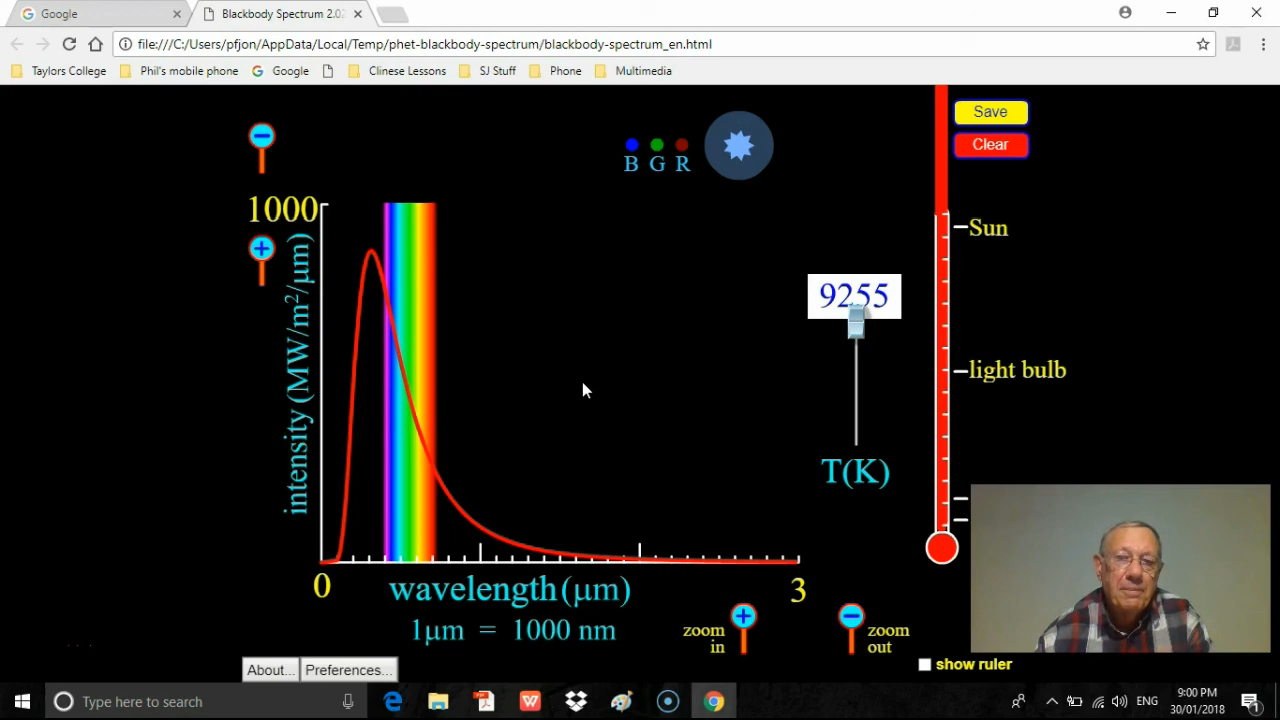 Google
Blackbody Spectrum 2.02
file:///C:/Users/pfjon/AppData/Local/Temp/phet-blackbody-spectrum/blackbody-spectrum_en.html
Taylors College
Phil's mobile phone
Google
Clinese Lessons
SJ Stuff
Phone
Multimedia
B G R
Save
Clear
1000
Sun
intensity (MW/m²/μm)
9255
light bulb
T(K)
0
wavelength (μm)
3
1μm = 1000 nm
zoom in
zoom out
show ruler
About...
Preferences...
Type here to search
ENG
9:00 PM
30/01/2018
1